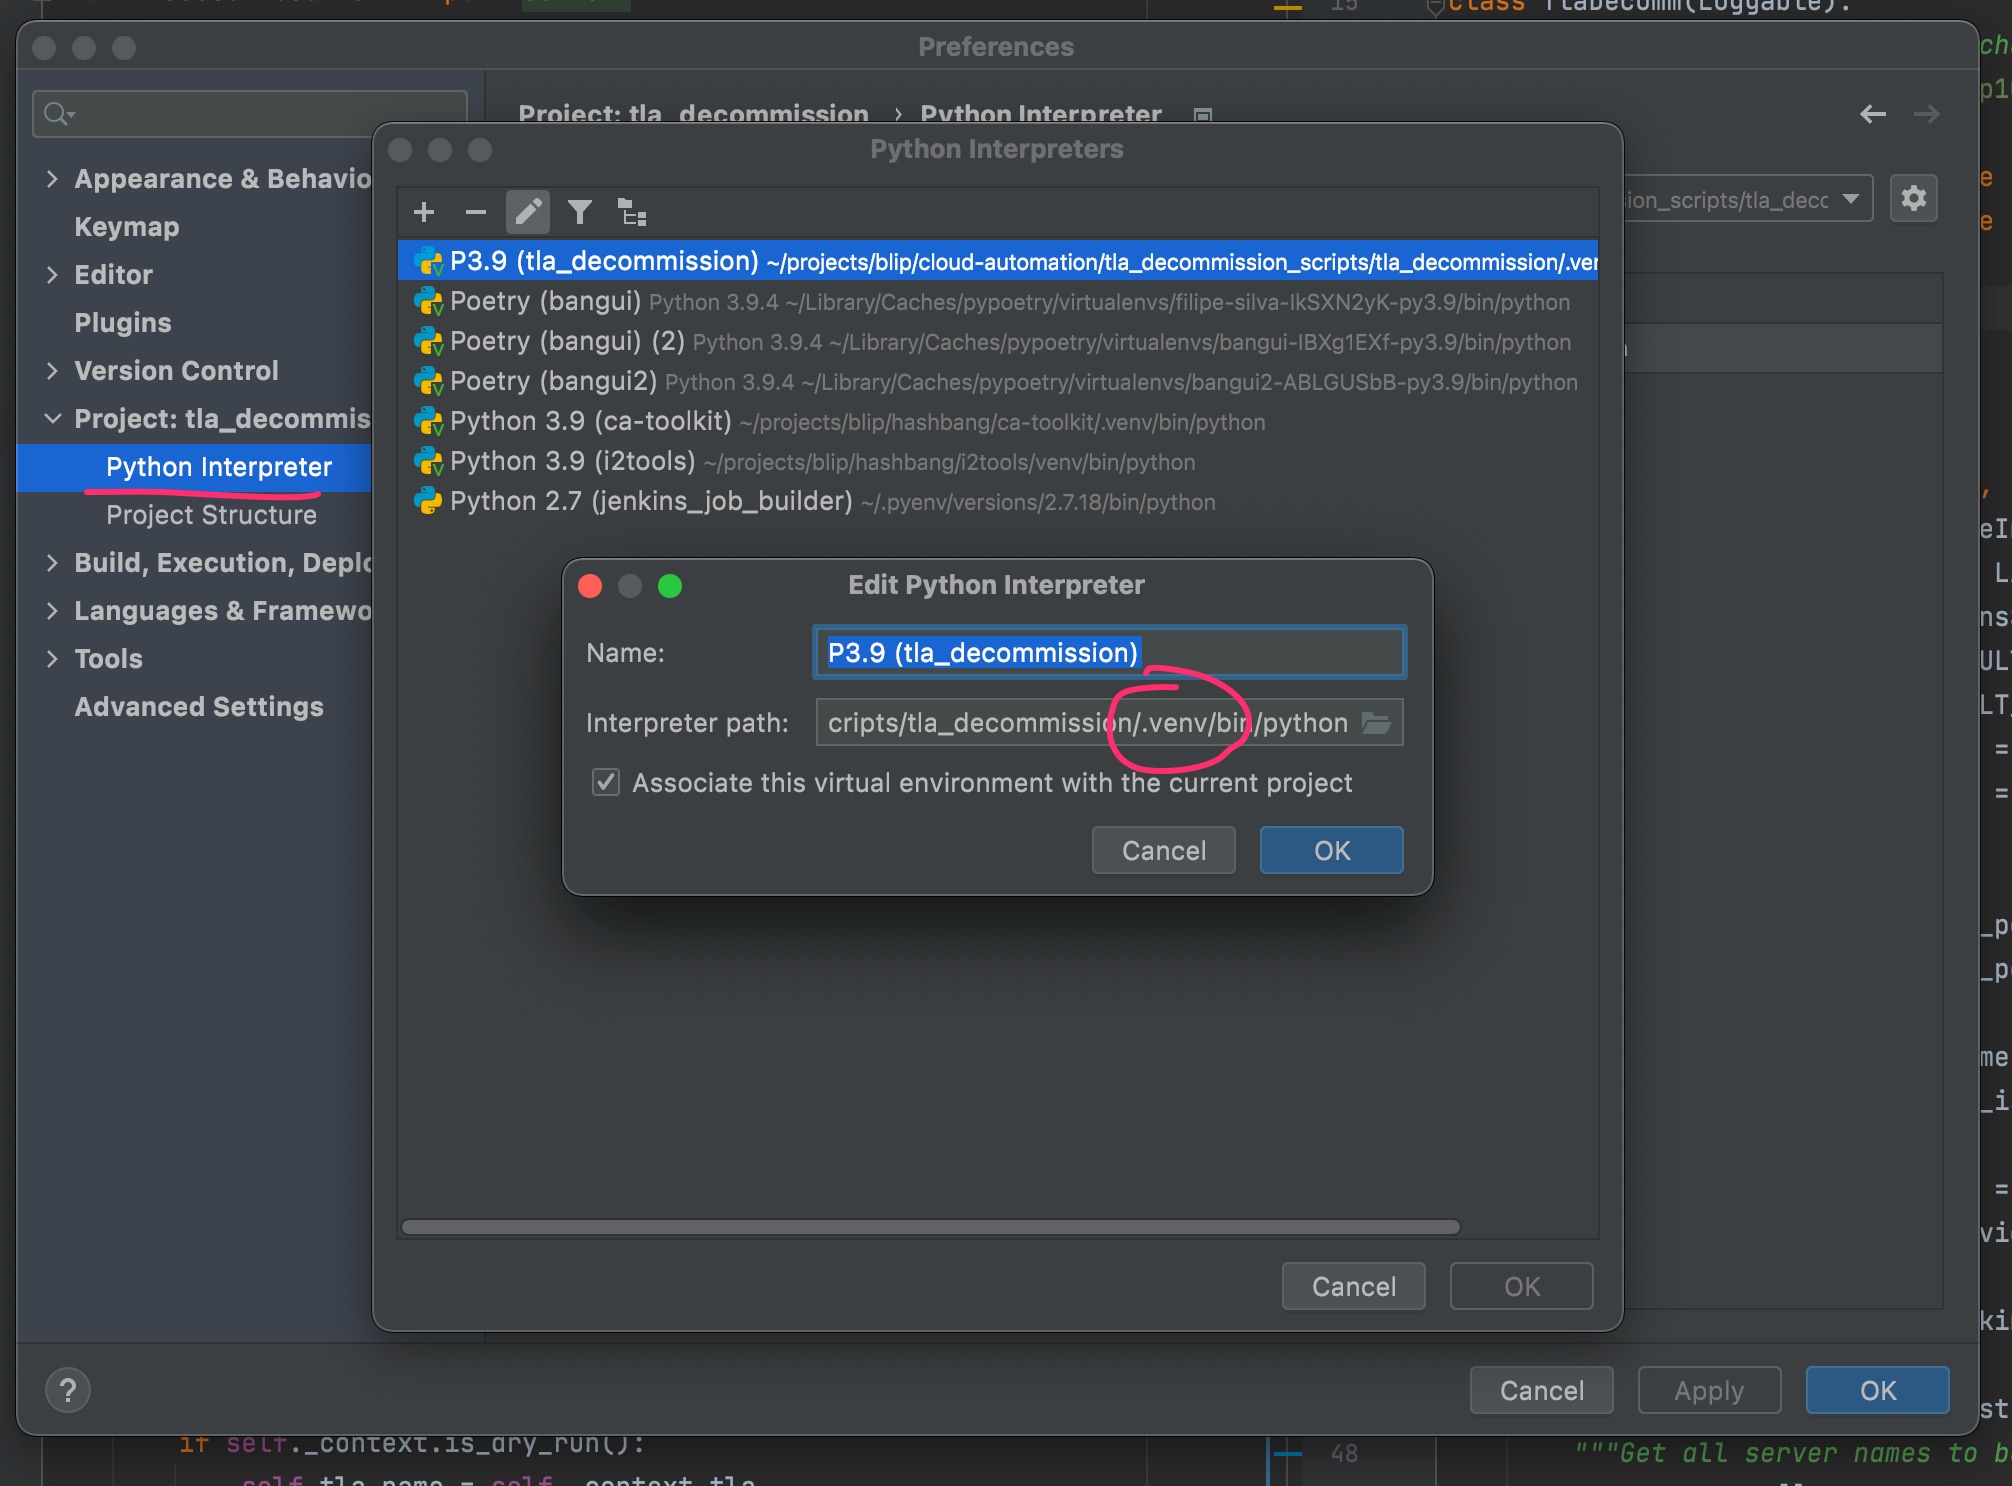 15 class TlaDecomm(Loggable):
Preferences
Project: tla_decommission › Python Interpreter
Python Interpreters
Appearance & Behavio
Keymap
Editor
Plugins
Version Control
Project: tla_decommis
Python Interpreter
Project Structure
Build, Execution, Deplo
Languages & Framewo
Tools
Advanced Settings
ion_scripts/tla_decc
P3.9 (tla_decommission) ~/projects/blip/cloud-automation/tla_decommission_scripts/tla_decommission/.ven
Poetry (bangui) Python 3.9.4 ~/Library/Caches/pypoetry/virtualenvs/filipe-silva-IkSXN2yK-py3.9/bin/python
Poetry (bangui) (2) Python 3.9.4 ~/Library/Caches/pypoetry/virtualenvs/bangui-IBXg1EXf-py3.9/bin/python
Poetry (bangui2) Python 3.9.4 ~/Library/Caches/pypoetry/virtualenvs/bangui2-ABLGUSbB-py3.9/bin/python
Python 3.9 (ca-toolkit) ~/projects/blip/hashbang/ca-toolkit/.venv/bin/python
Python 3.9 (i2tools) ~/projects/blip/hashbang/i2tools/venv/bin/python
Python 2.7 (jenkins_job_builder) ~/.pyenv/versions/2.7.18/bin/python
Edit Python Interpreter
Name: P3.9 (tla_decommission)
Interpreter path: cripts/tla_decommission/.venv/bin/python
Associate this virtual environment with the current project
Cancel OK
Cancel OK
? Cancel Apply OK
if self._context.is_dry_run():
48 """Get all server names to b